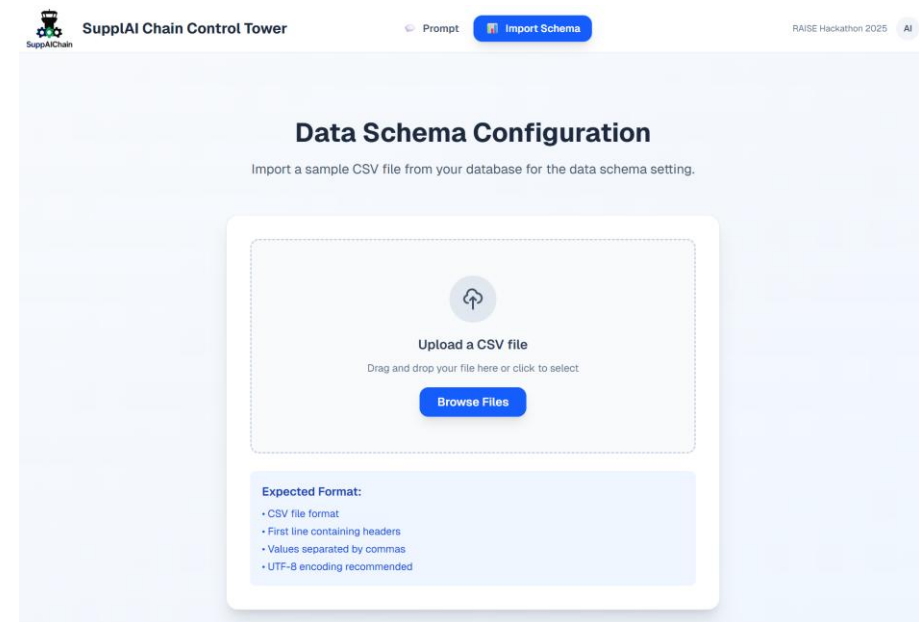 SuppAIChain
SupplAI Chain Control Tower
Prompt
Import Schema
RAISE Hackathon 2025
AI
Data Schema Configuration
Import a sample CSV file from your database for the data schema setting.
Upload a CSV file
Drag and drop your file here or click to select
Browse Files
Expected Format:
• CSV file format
• First line containing headers
• Values separated by commas
• UTF-8 encoding recommended